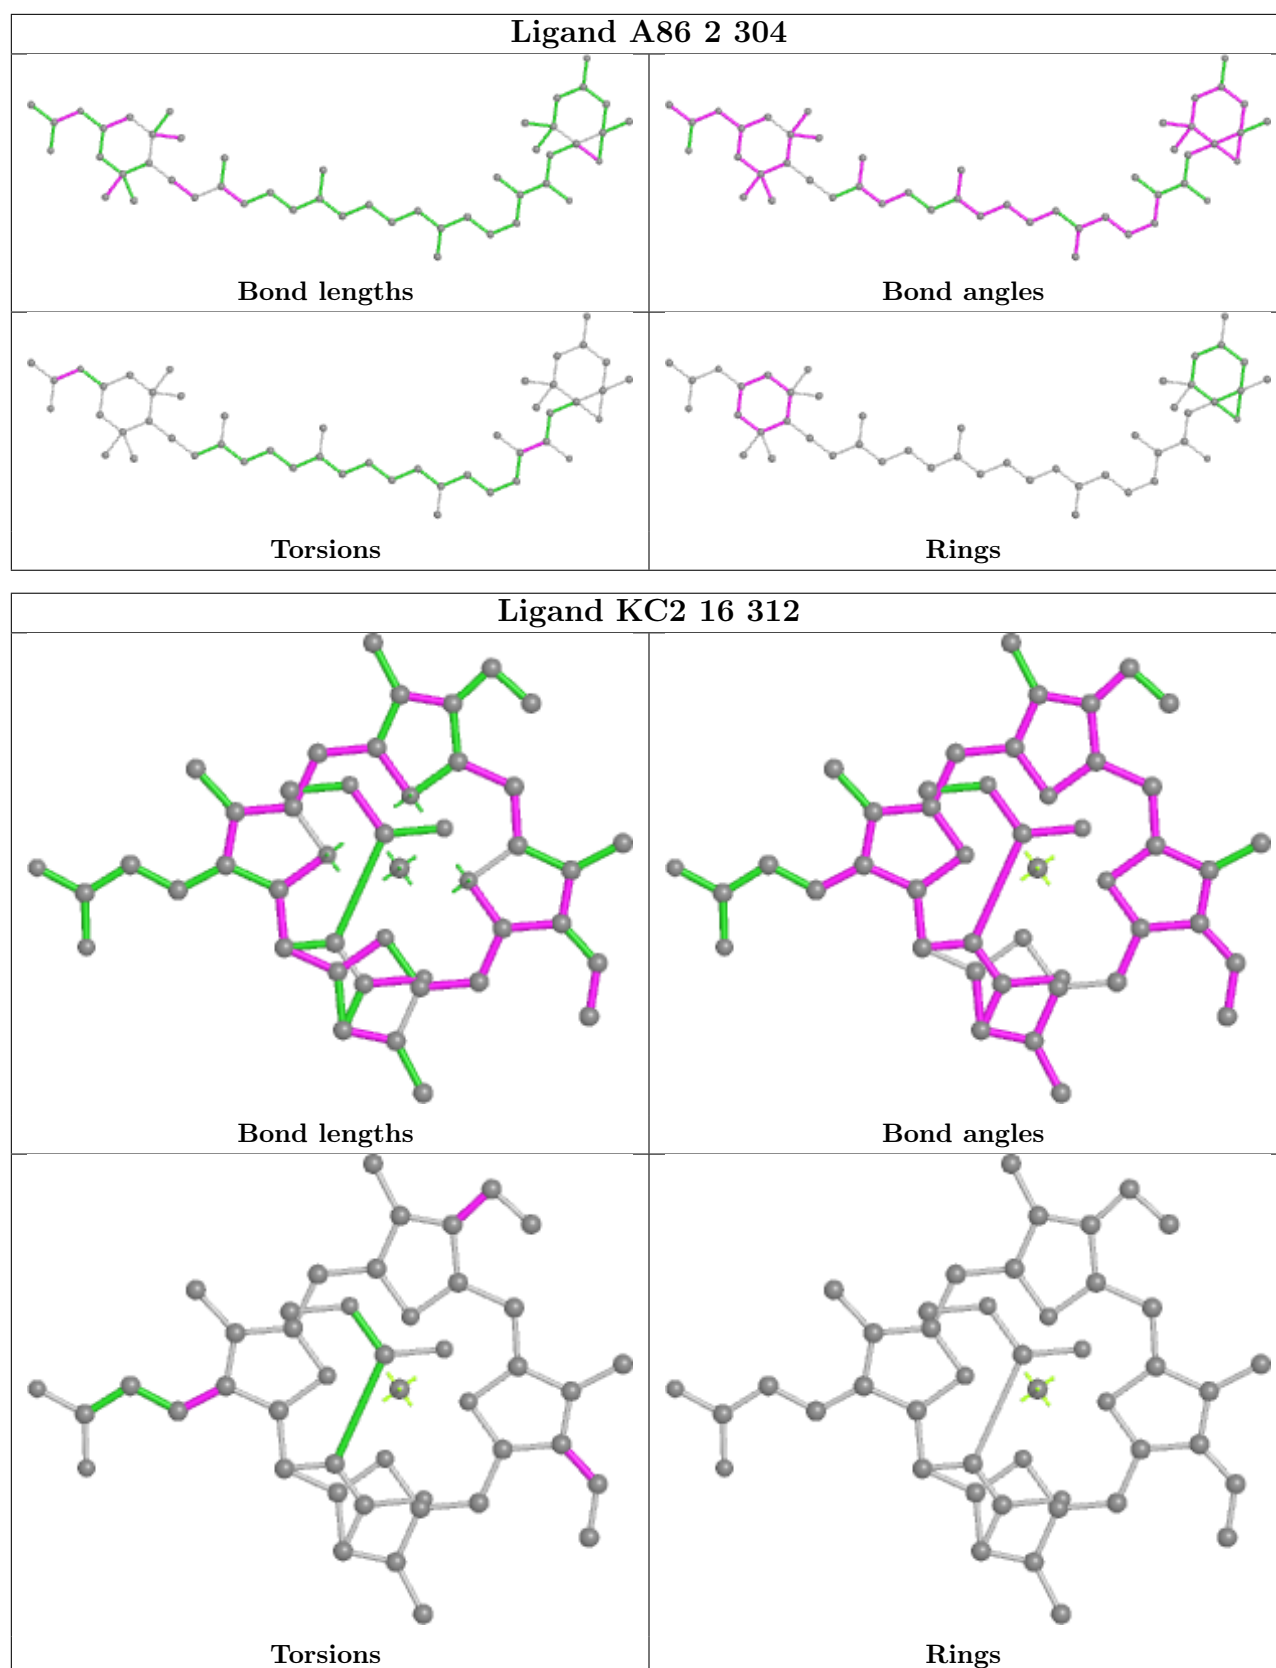 Ligand A86 2 304
Bond lengths
Bond angles
Torsions
Rings
Ligand KC2 16 312
Bond lengths
Bond angles
Torsions
Rings